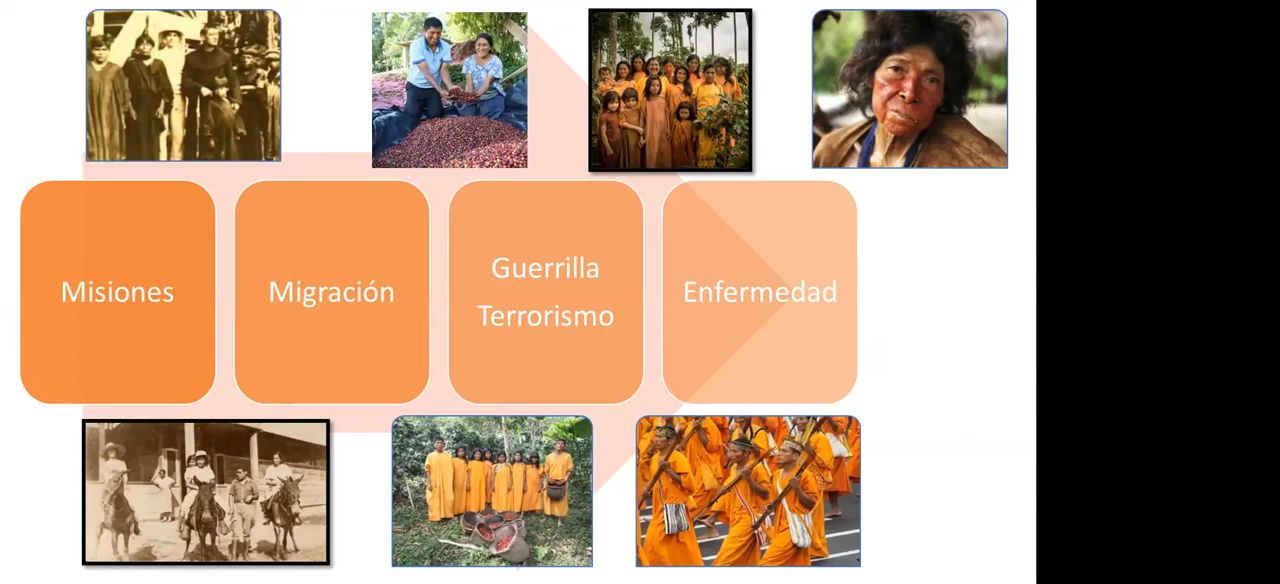 Misiones
Migración
Guerrilla
Terrorismo
Enfermedad